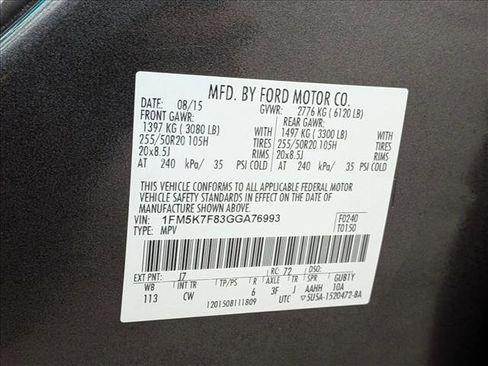 MFD. BY FORD MOTOR CO.
DATE: 08/15 GVWR: 2776 KG ( 6120 LB)
FRONT GAWR: REAR GAWR:
1397 KG ( 3080 LB) WITH 1497 KG ( 3300 LB) WITH
255/50R20 105H TIRES 255/50R20 105H TIRES
20x8.5J RIMS 20x8.5J RIMS
AT 240 kPa/ 35 PSI COLD AT 240 kPa/ 35 PSI COLD
THIS VEHICLE CONFORMS TO ALL APPLICABLE FEDERAL MOTOR
VEHICLE SAFETY STANDARDS IN EFFECT ON THE DATE OF
MANUFACTURE SHOWN ABOVE.
VIN: 1FM5K7F83GGA76993 F0240
TYPE: MPV T0150
EXT PNT: J7 RC: 72 DSO:
WB INT TR TP/PS R AXLE TR SPR GUB1Y
113 CW 6 3F J AAHH 10A
1201508111809 UTC 5USA-1520472-BA